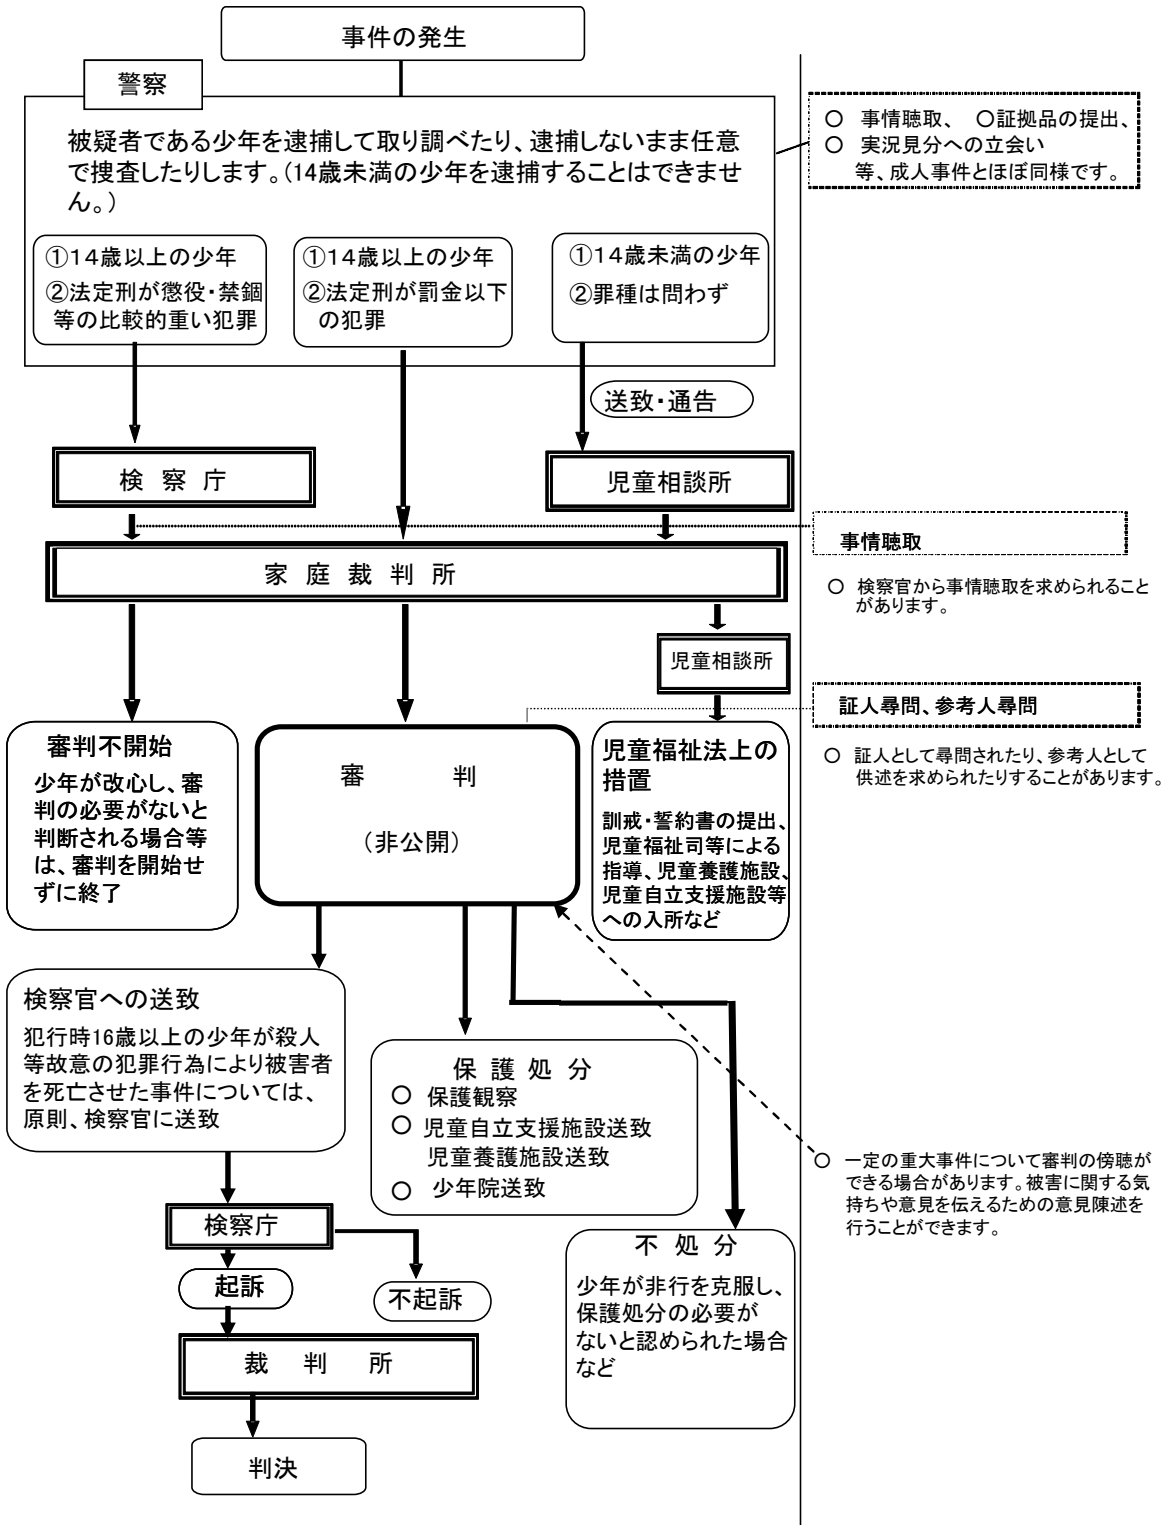 事件の発生
警察
被疑者である少年を逮捕して取り調べたり、逮捕しないまま任意
で捜査したりします。(14歳未満の少年を逮捕することはできませ
ん。)
①14歳以上の少年
②法定刑が懲役・禁錮
等の比較的重い犯罪
①14歳以上の少年
②法定刑が罰金以下
の犯罪
①14歳未満の少年
②罪種は問わず
○ 事情聴取、 ○証拠品の提出、
○ 実況見分への立会い
等、成人事件とほぼ同様です。
送致・通告
検 察 庁
児童相談所
事情聴取
○ 検察官から事情聴取を求められること
があります。
家 庭 裁 判 所
児童相談所
証人尋問、参考人尋問
○ 証人として尋問されたり、参考人として
供述を求められたりすることがあります。
審判不開始
少年が改心し、審
判の必要がないと
判断される場合等
は、審判を開始せ
ずに終了
審 判
(非公開)
児童福祉法上の
措置
訓戒・誓約書の提出、
児童福祉司等による
指導、児童養護施設、
児童自立支援施設等
への入所など
検察官への送致
犯行時16歳以上の少年が殺人
等故意の犯罪行為により被害者
を死亡させた事件については、
原則、検察官に送致
保 護 処 分
○ 保護観察
○ 児童自立支援施設送致
児童養護施設送致
○ 少年院送致
○ 一定の重大事件について審判の傍聴が
できる場合があります。被害に関する気
持ちや意見を伝えるための意見陳述を
行うことができます。
検察庁
起訴
不起訴
不 処 分
少年が非行を克服し、
保護処分の必要が
ないと認められた場合
など
裁 判 所
判決